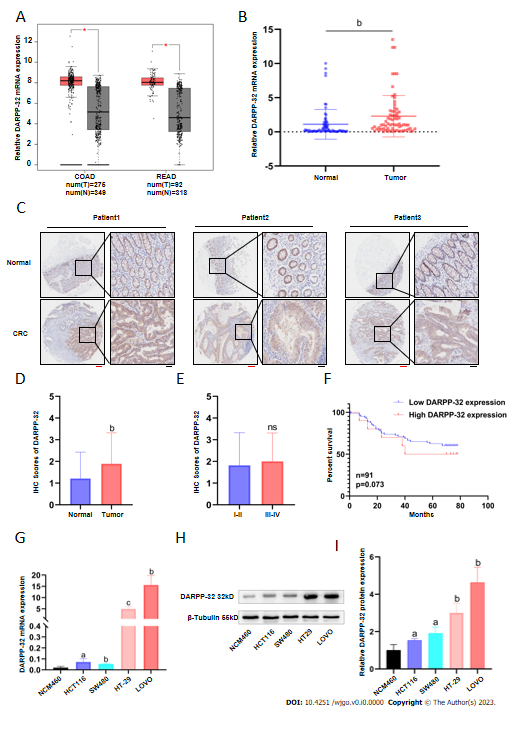 A
Relative DARPP-32 mRNA expression
12
10
8
6
4
2
0
*
*
COAD
num(T)=275
num(N)=349
READ
num(T)=92
num(N)=318
B
Relative DARPP-32 mRNA expression
15
10
5
0
-5
b
Normal
Tumor
C
Patient1
Patient2
Patient3
Normal
CRC
D
IHC Scores of DARPP-32
5
4
3
2
1
0
b
Normal
Tumor
E
IHC Scores of DARPP-32
5
4
3
2
1
0
ns
I-II
III-IV
F
Low DARPP-32 expression
High DARPP-32 expression
Percent survival
100
50
0
n=91
p=0.073
0
20
40
60
80
100
Months
G
DARPP-32 mRNA expression
20
15
10
5
0.4
0.2
0.0
a
b
c
b
NCM460
HCT116
SW480
HT-29
LOVO
H
DARPP-32 32kD
β-Tubulin 55kD
NCM460
HCT116
SW480
HT29
LOVO
I
Relative DARPP-32 protein expression
6
4
2
0
a
a
b
b
NCM460
HCT116
SW480
HT-29
LOVO
DOI: 10.4251 /wjgo.v0.i0.0000 Copyright © The Author(s) 2023.